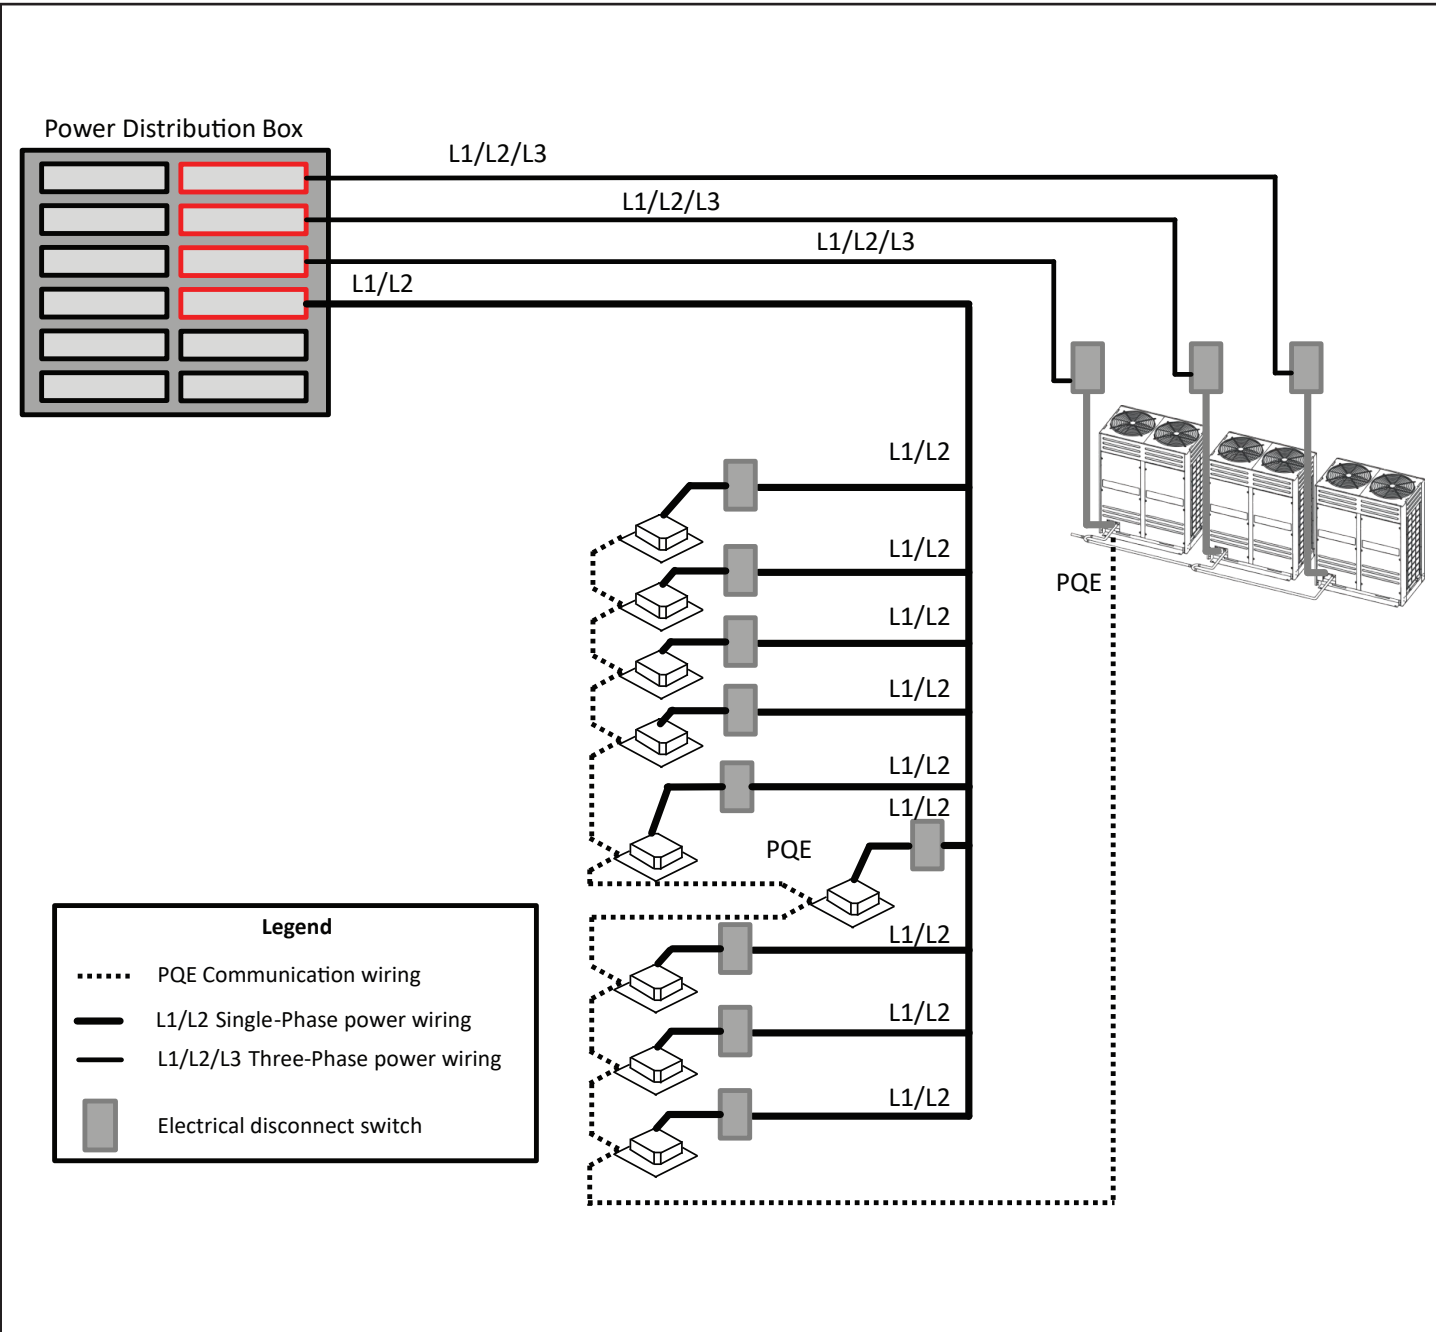 Power Distribution Box
L1/L2/L3
L1/L2/L3
L1/L2/L3
L1/L2
L1/L2
L1/L2
PQE
L1/L2
L1/L2
L1/L2
L1/L2
PQE
L1/L2
L1/L2
L1/L2
Legend
PQE Communication wiring
L1/L2 Single-Phase power wiring
L1/L2/L3 Three-Phase power wiring
Electrical disconnect switch